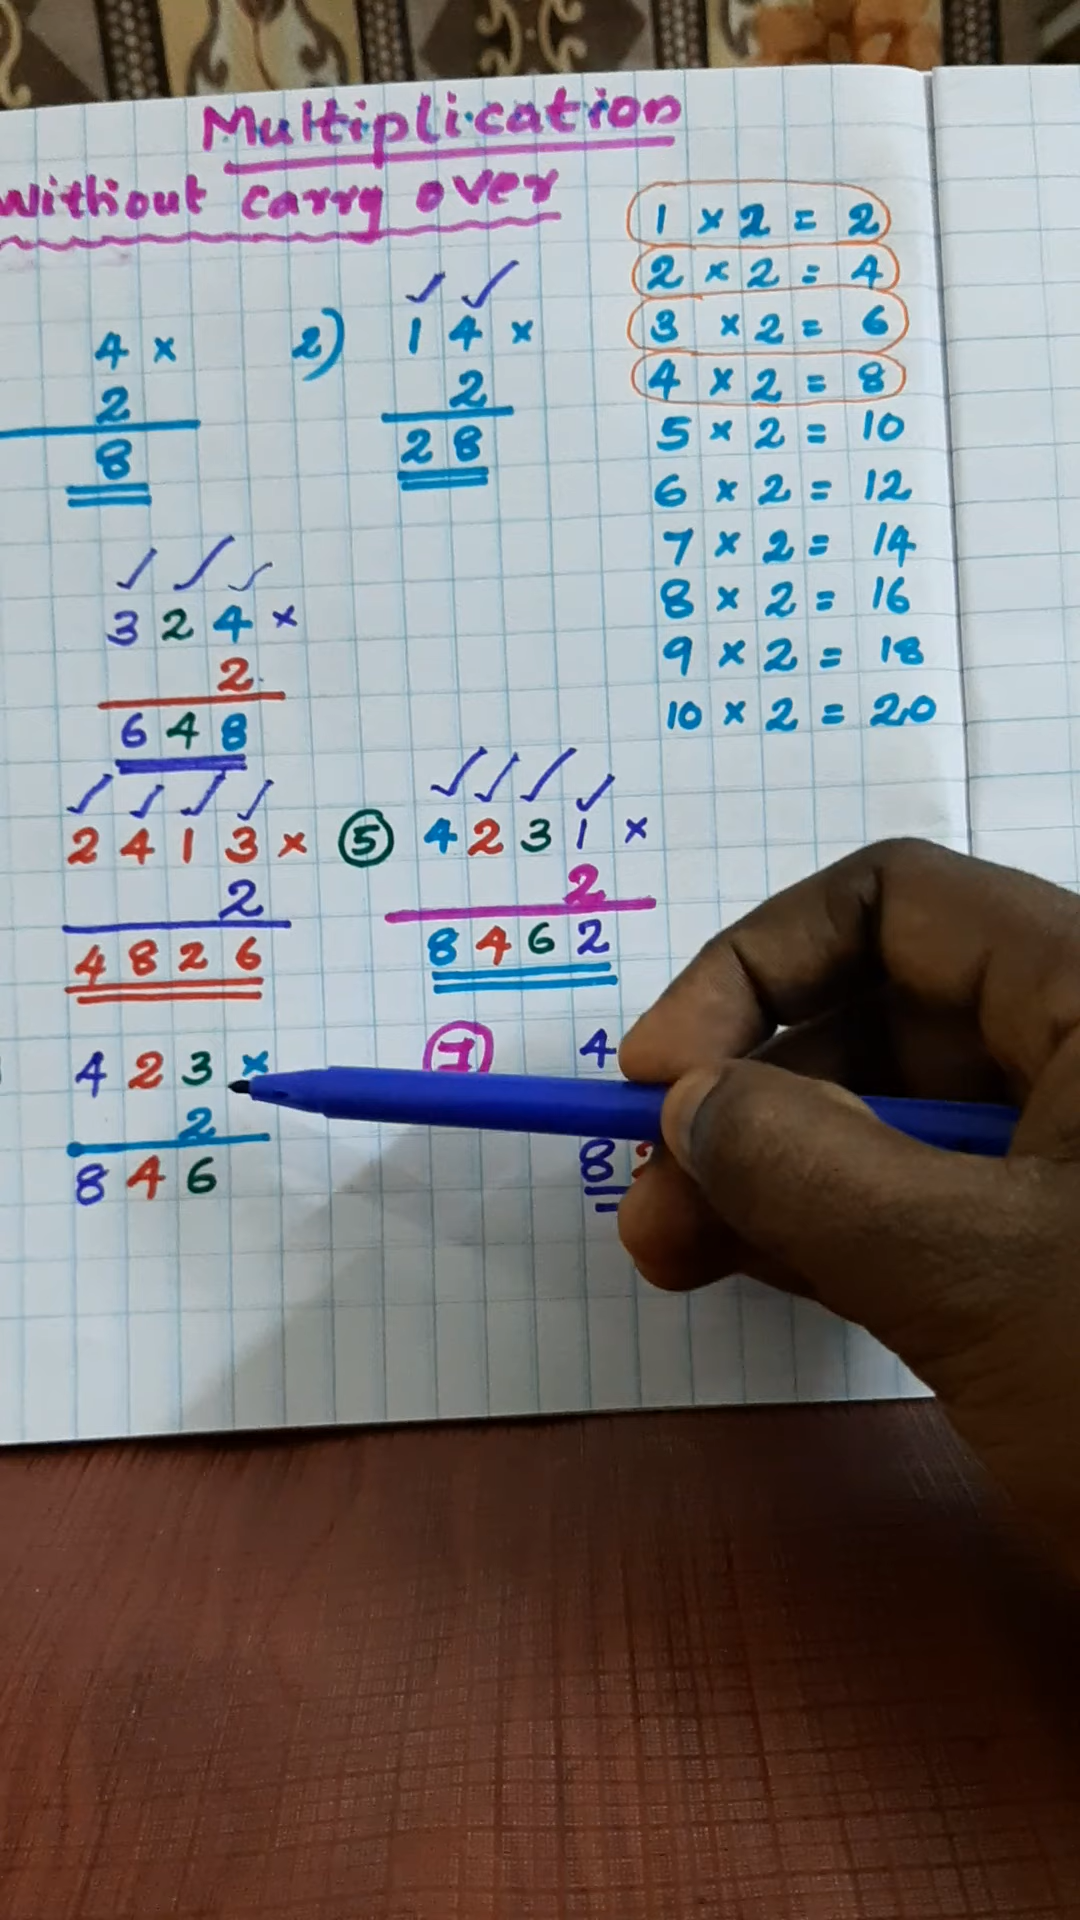 Multiplication
Without carry over
4 ×
2
8
2) 1 4 ×
2
2 8
1 × 2 = 2
2 × 2 = 4
3 × 2 = 6
4 × 2 = 8
5 × 2 = 10
6 × 2 = 12
7 × 2 = 14
8 × 2 = 16
9 × 2 = 18
10 × 2 = 20
3 2 4 ×
2
6 4 8
2 4 1 3 ×
2
4 8 2 6
5 4 2 3 1 ×
2
8 4 6 2
4 2 3 ×
2
8 4 6
7 4
8 2